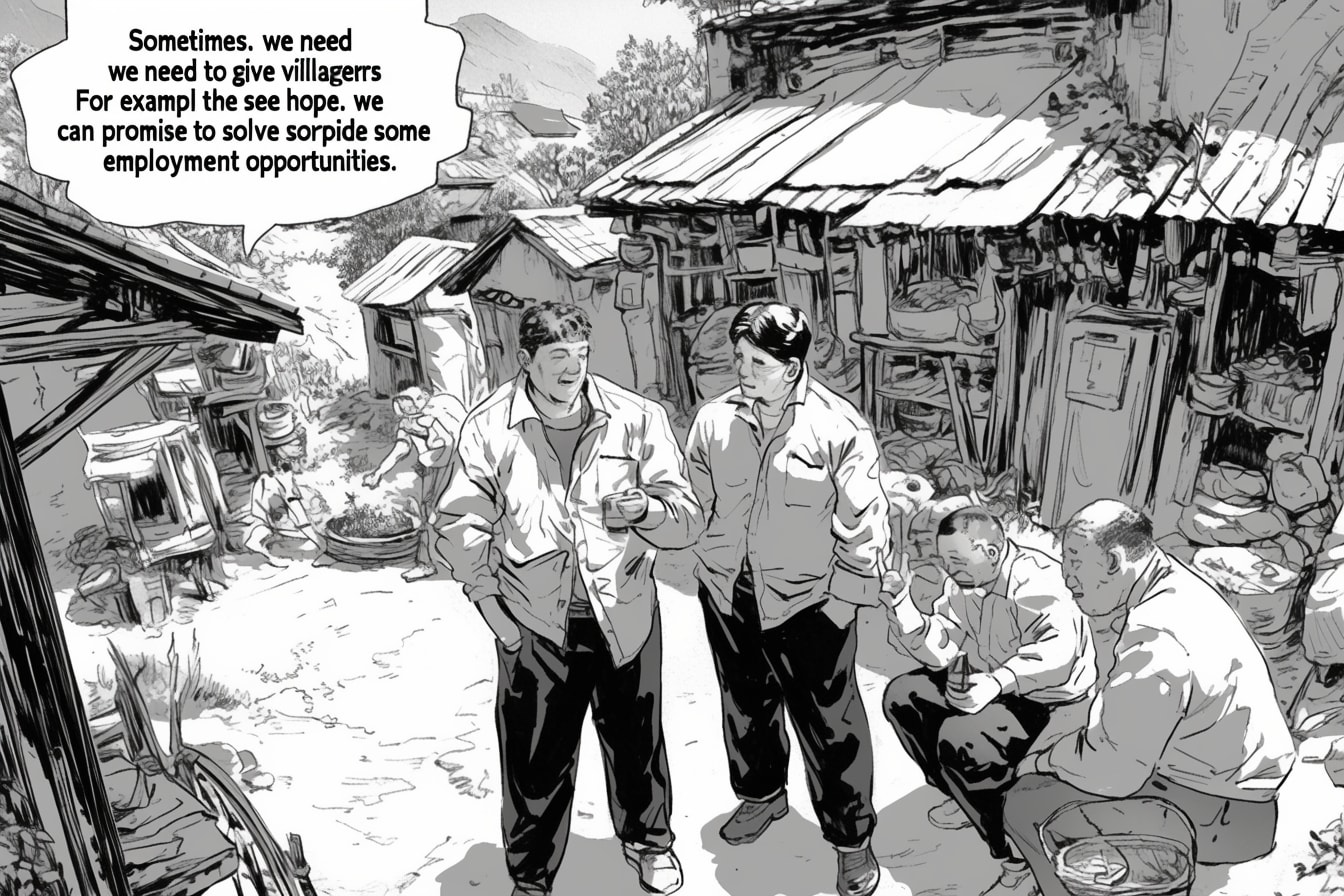 Sometimes. we need
we need to give villlagerrs
For exampl the see hope. we
can promise to solve sorpide some
employment opportunities.